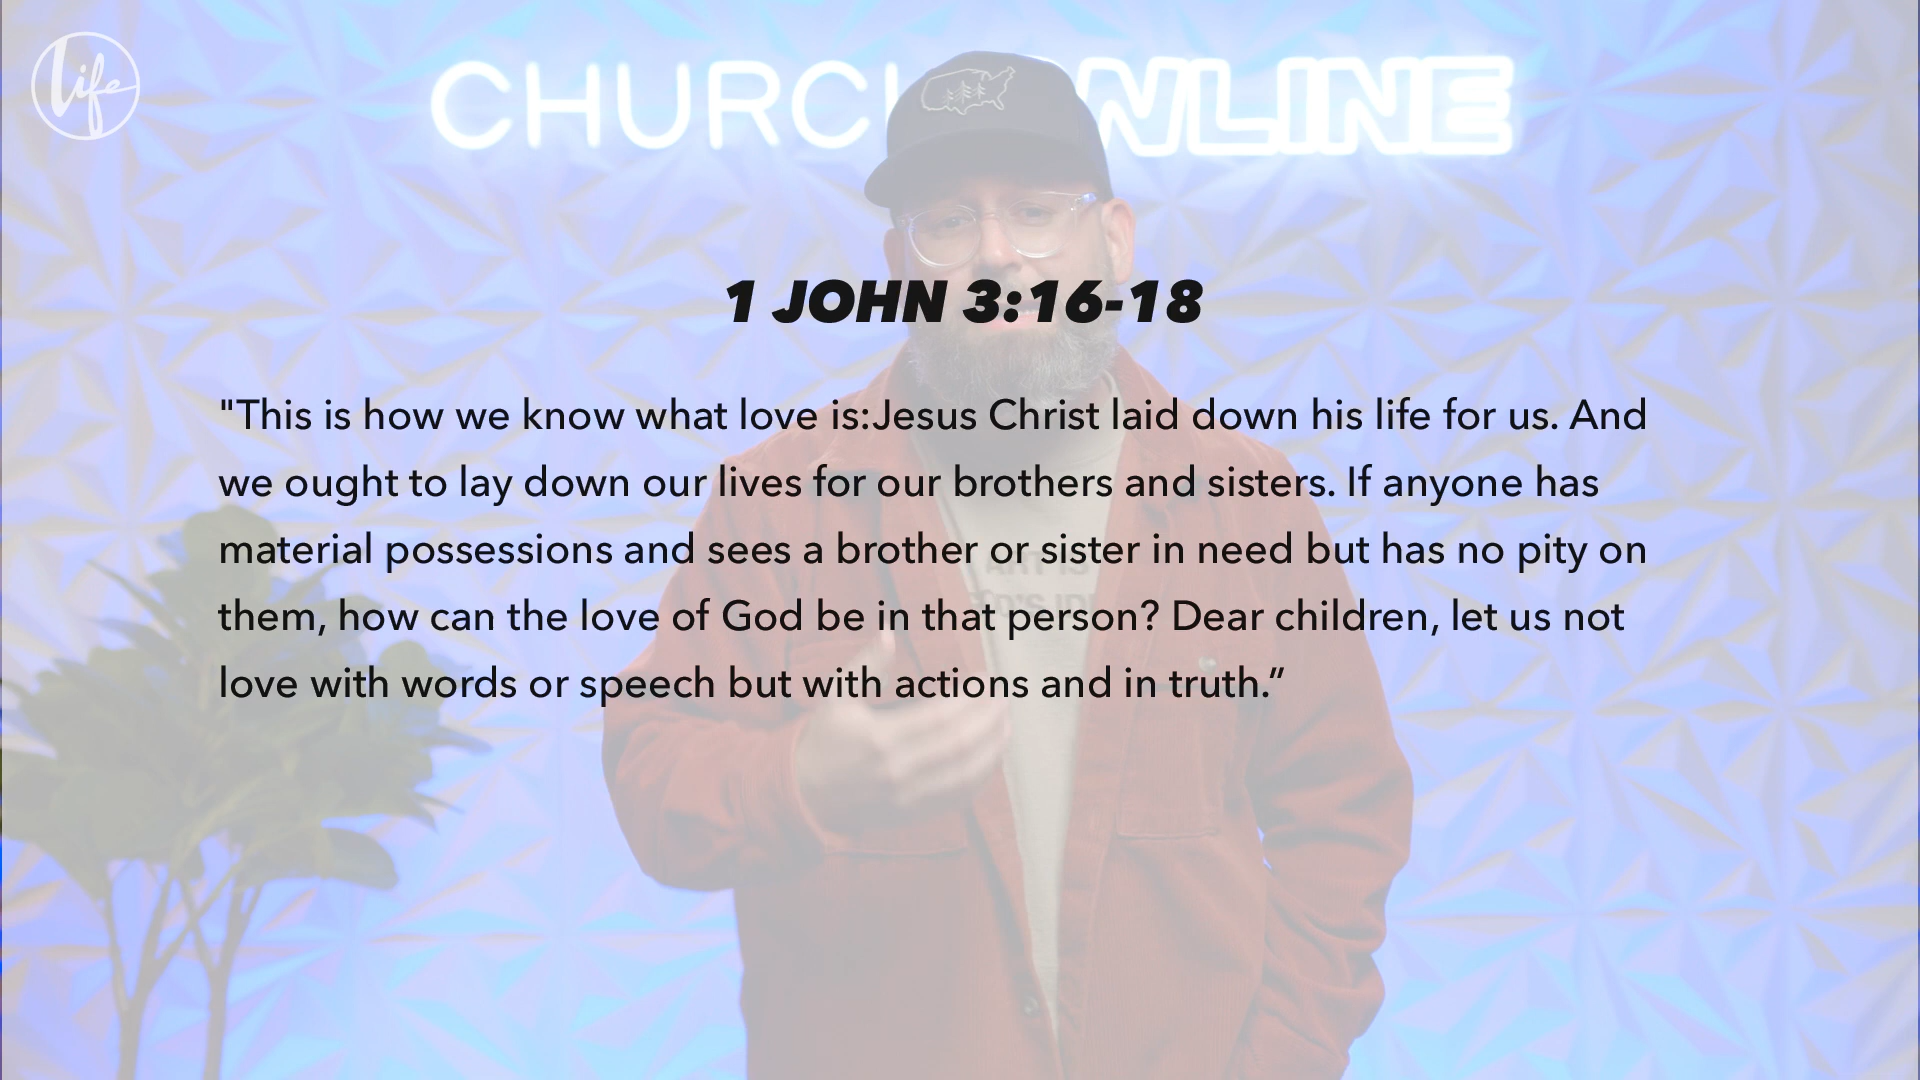 Life
CHURCH ONLINE
1 JOHN 3:16-18
"This is how we know what love is:Jesus Christ laid down his life for us. And
we ought to lay down our lives for our brothers and sisters. If anyone has
material possessions and sees a brother or sister in need but has no pity on
them, how can the love of God be in that person? Dear children, let us not
love with words or speech but with actions and in truth.”
ART IS